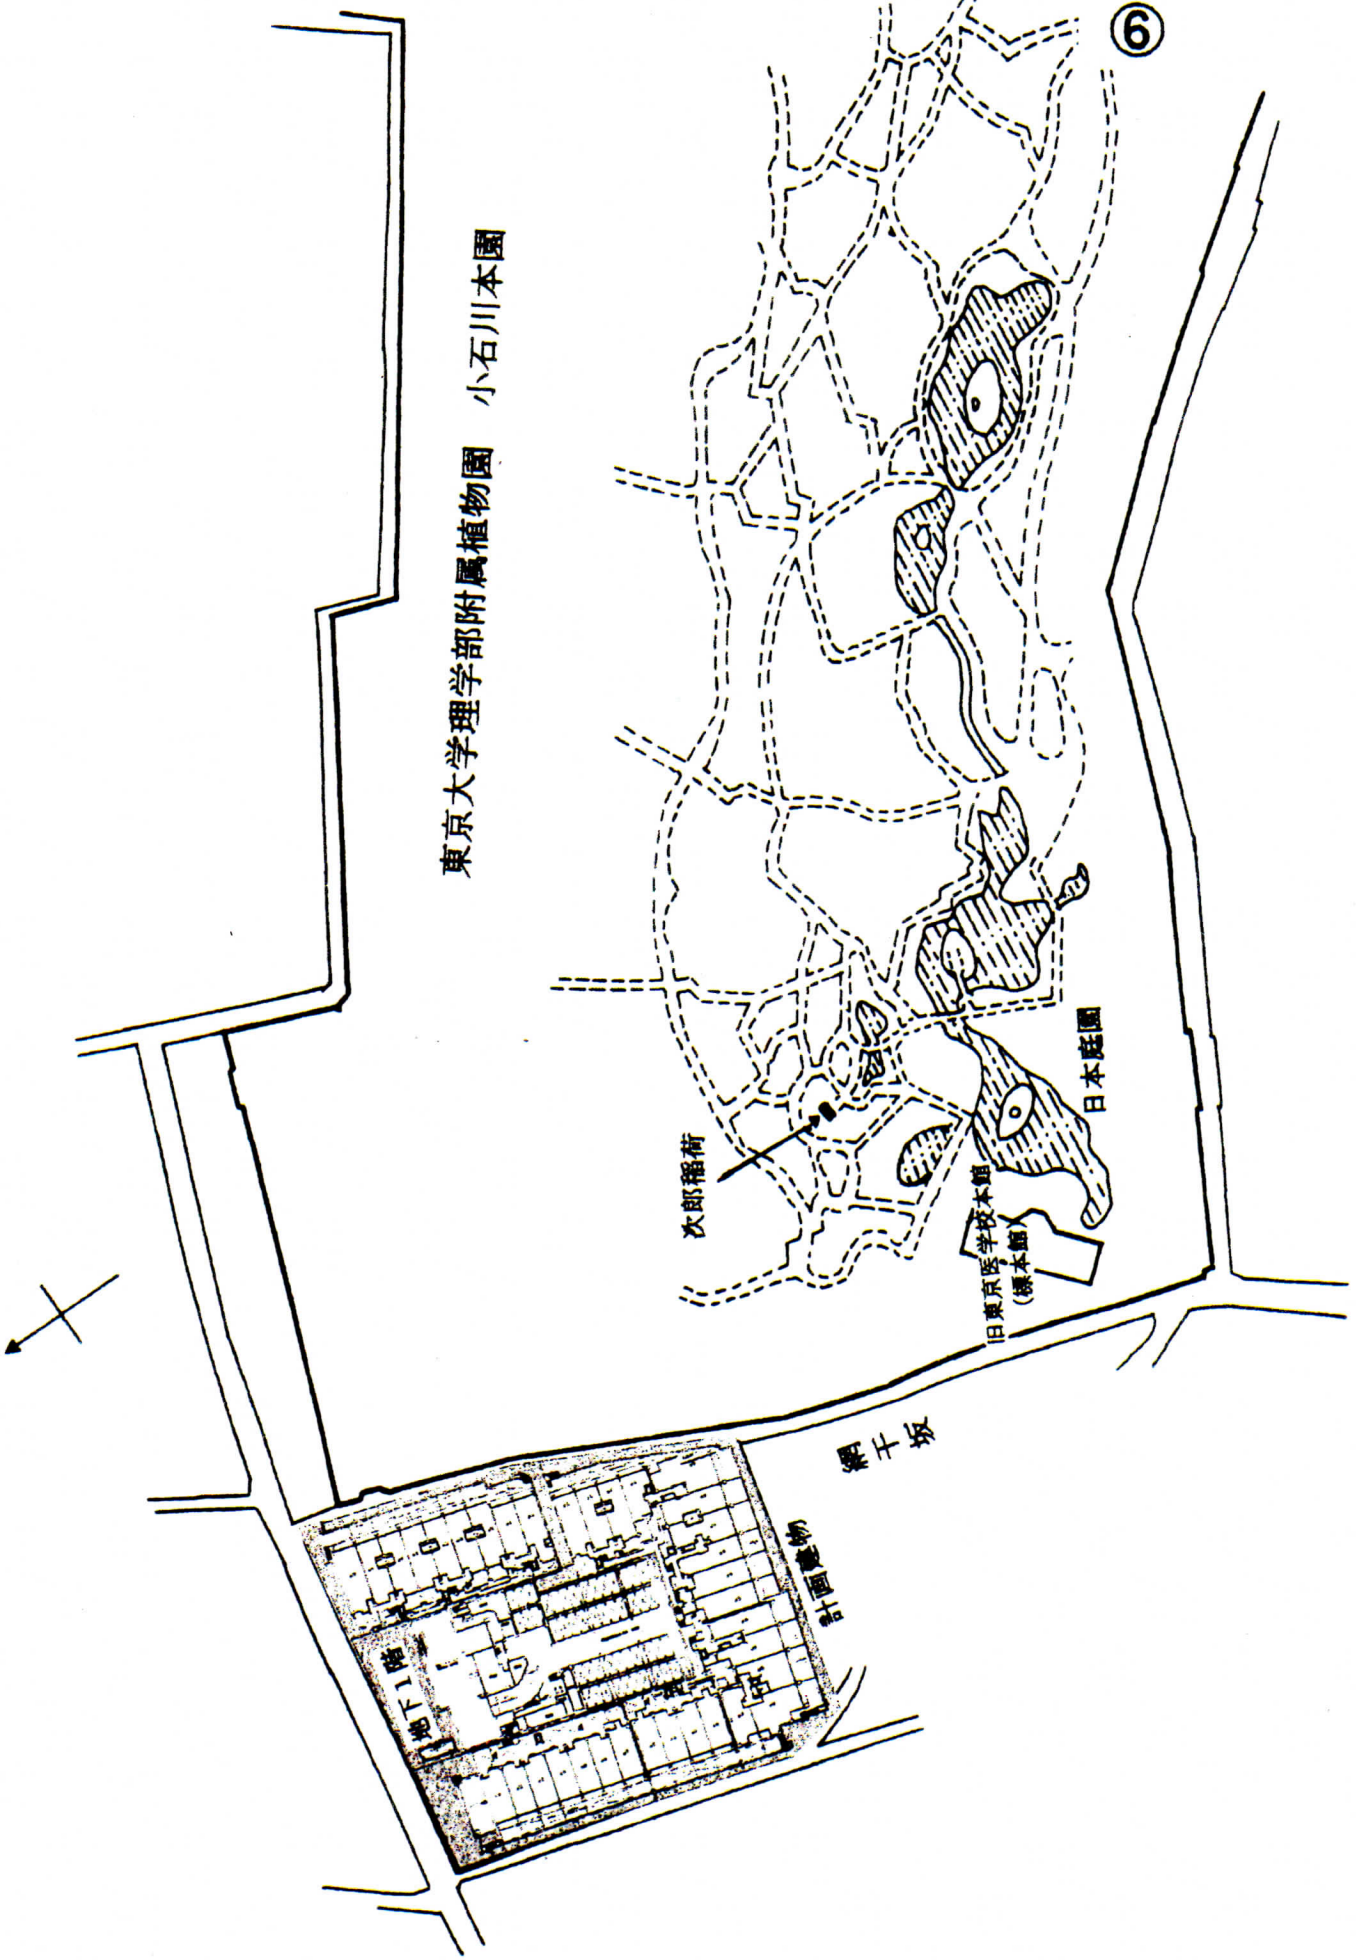 ⑥
東京大学理学部附属植物園 小石川本園
次郎稲荷
日本庭園
旧東京医学校本館
(標本館)
網干坂
計画建物
地下1階